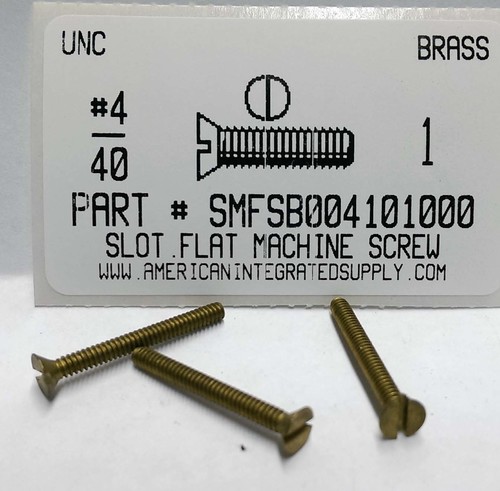 UNC BRASS
#4
40
1
PART # SMFSB004101000
SLOT.FLAT MACHINE SCREW
WWW.AMERICANINTEGRATEDSUPPLY.COM